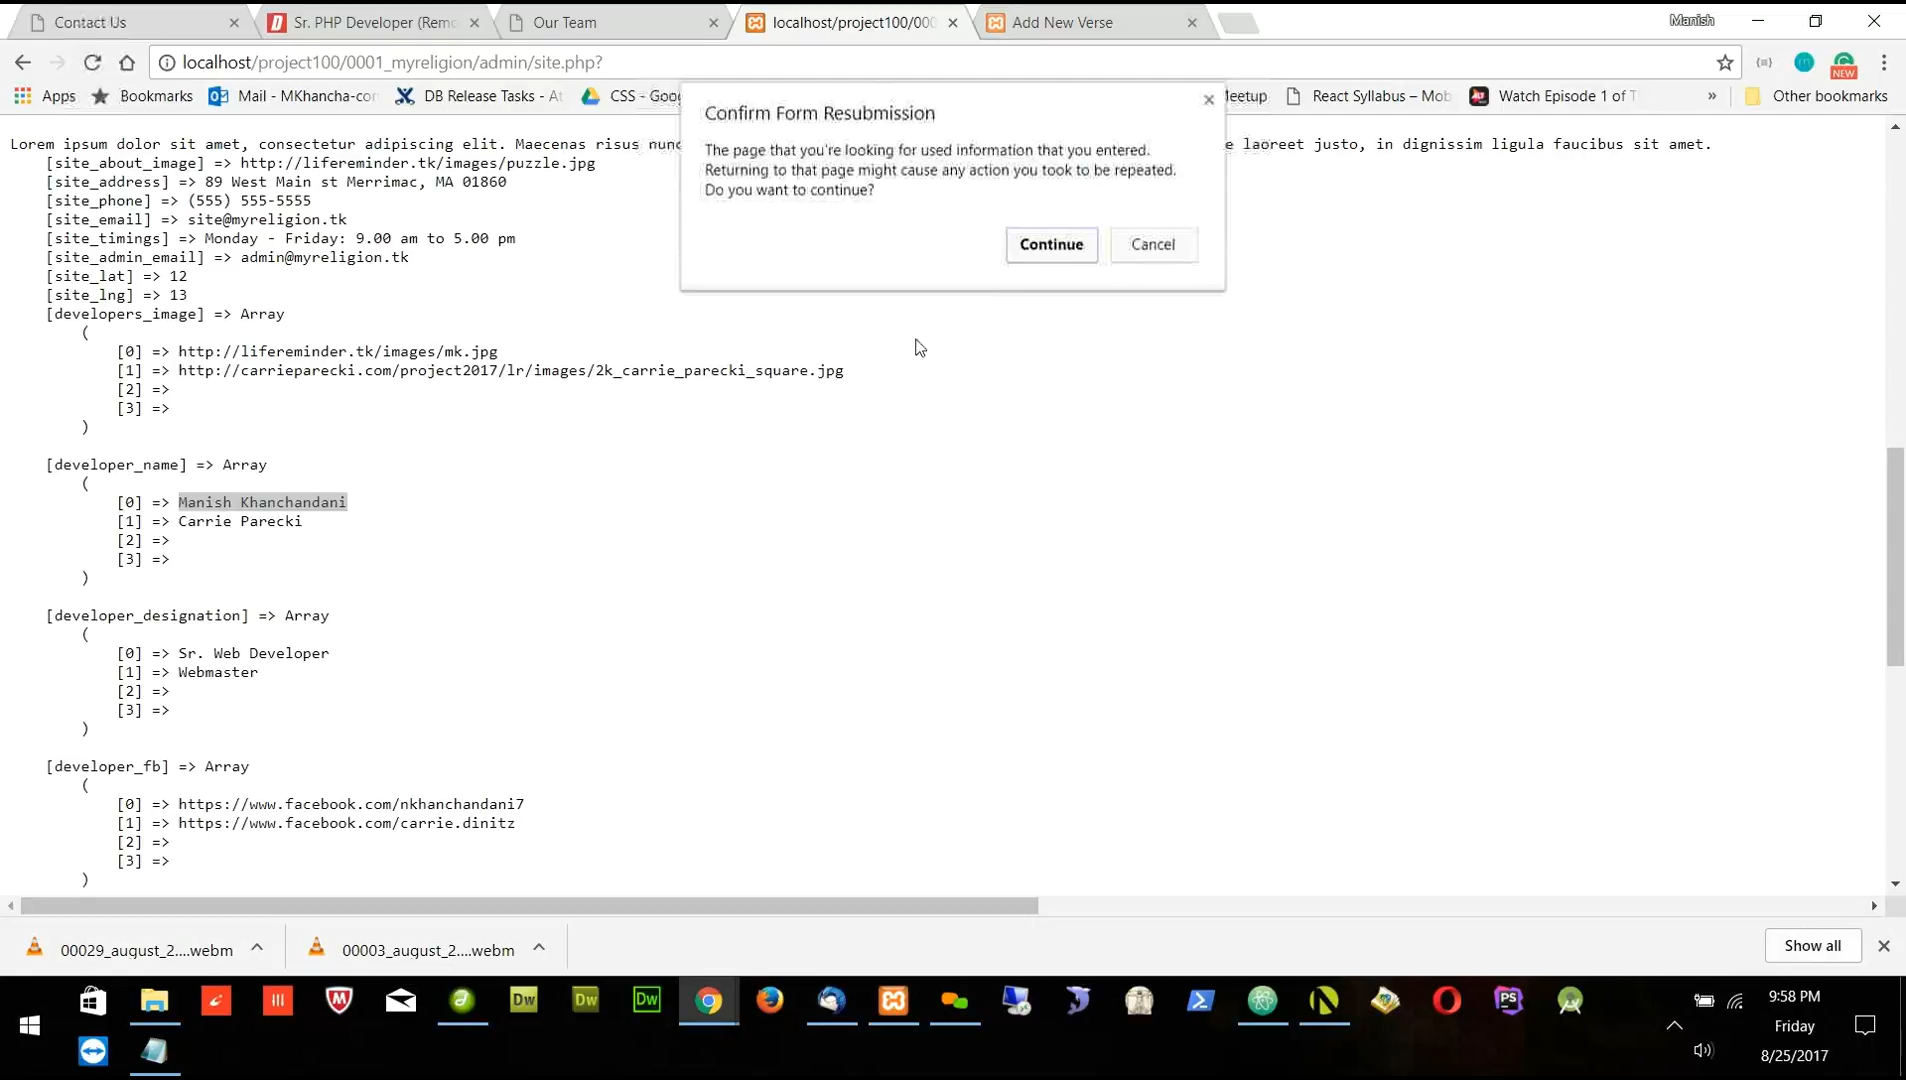 Contact Us
Sr. PHP Developer (Remo
Our Team
localhost/project100/000
Add New Verse
Manish
localhost/project100/0001_myreligion/admin/site.php?
NEW
Apps
Bookmarks
Mail - MKhancha-cor
DB Release Tasks - At
CSS - Goog
Meetup
React Syllabus – Mob
Watch Episode 1 of T
»
Other bookmarks
Confirm Form Resubmission
The page that you're looking for used information that you entered.
Returning to that page might cause any action you took to be repeated.
Do you want to continue?
Continue
Cancel
Lorem ipsum dolor sit amet, consectetur adipiscing elit. Maecenas risus nunc
e laoreet justo, in dignissim ligula faucibus sit amet.
[site_about_image] => http://lifereminder.tk/images/puzzle.jpg
[site_address] => 89 West Main st Merrimac, MA 01860
[site_phone] => (555) 555-5555
[site_email] => site@myreligion.tk
[site_timings] => Monday - Friday: 9.00 am to 5.00 pm
[site_admin_email] => admin@myreligion.tk
[site_lat] => 12
[site_lng] => 13
[developers_image] => Array
(
[0] => http://lifereminder.tk/images/mk.jpg
[1] => http://carrieparecki.com/project2017/lr/images/2k_carrie_parecki_square.jpg
[2] =>
[3] =>
)
[developer_name] => Array
(
[0] => Manish Khanchandani
[1] => Carrie Parecki
[2] =>
[3] =>
)
[developer_designation] => Array
(
[0] => Sr. Web Developer
[1] => Webmaster
[2] =>
[3] =>
)
[developer_fb] => Array
(
[0] => https://www.facebook.com/nkhanchandani7
[1] => https://www.facebook.com/carrie.dinitz
[2] =>
[3] =>
)
00029_august_2....webm
00003_august_2....webm
Show all
Dw
Dw
Dw
PS
9:58 PM
Friday
8/25/2017